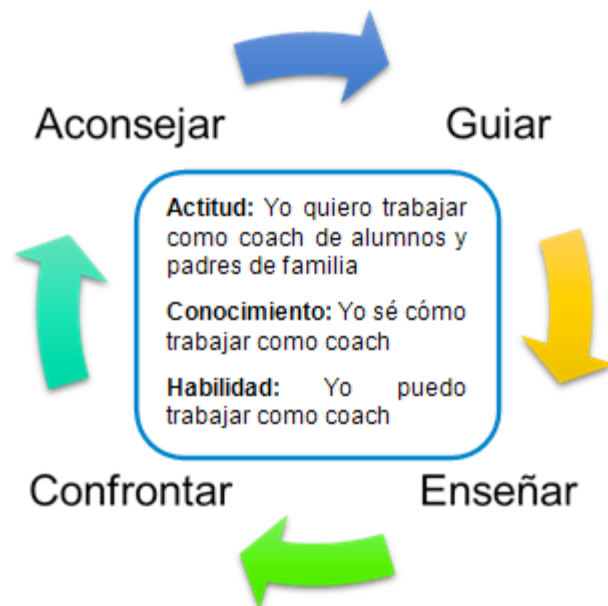 Aconsejar
Guiar
Actitud: Yo quiero trabajar
como coach de alumnos y
padres de familia
Conocimiento: Yo sé cómo
trabajar como coach
Habilidad: Yo puedo
trabajar como coach
Confrontar
Enseñar